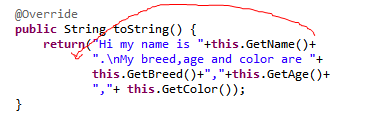 @Override
public String toString() {
return("Hi my name is "+this.GetName()+
".\nMy breed,age and color are "+
this.GetBreed()+","+this.GetAge()+
","+ this.GetColor());
}